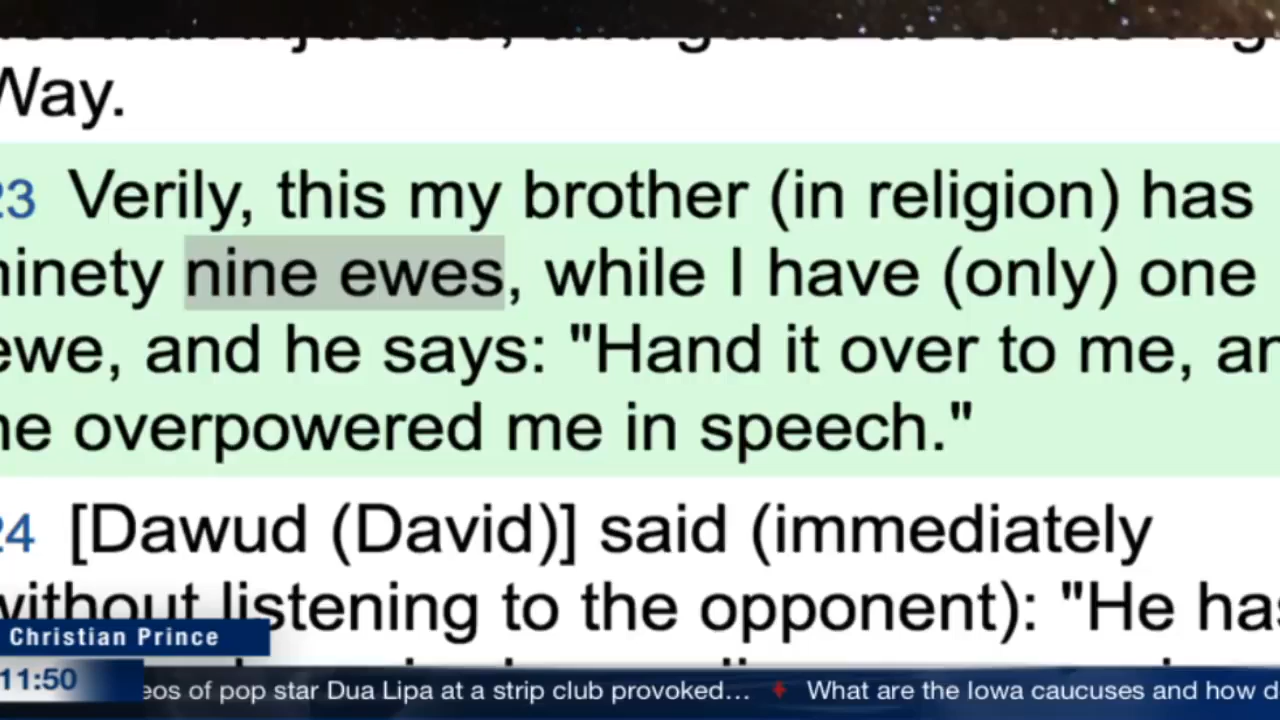 Way.
23 Verily, this my brother (in religion) has
ninety nine ewes, while I have (only) one
ewe, and he says: "Hand it over to me, an
he overpowered me in speech."
24 [Dawud (David)] said (immediately
without listening to the opponent): "He has
Christian Prince
11:50
eos of pop star Dua Lipa at a strip club provoked... What are the Iowa caucuses and how d